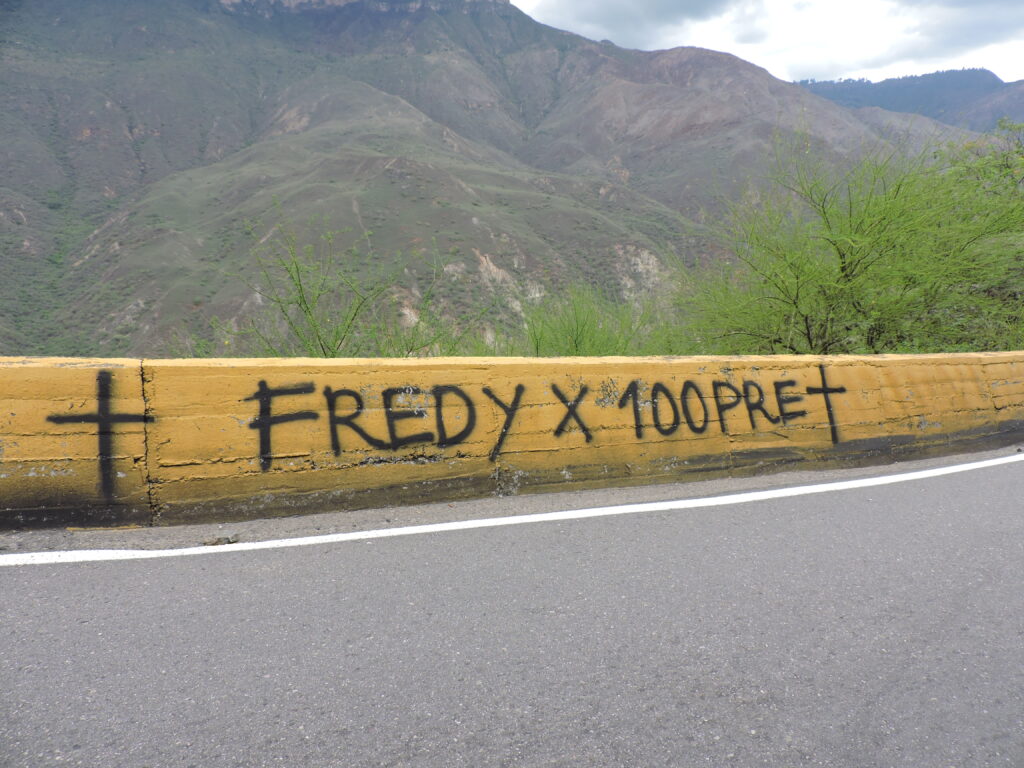 † FREDY X 100PRE †